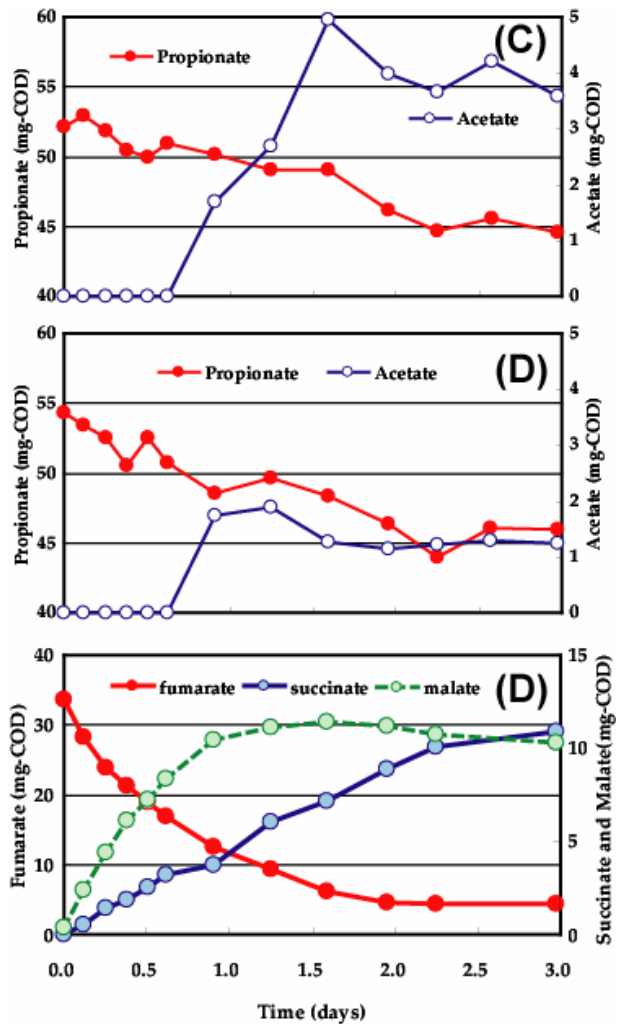 60
5
(C)
Propionate
55
4
Acetate
3
50
2
45
1
40
0
Propionate (mg-COD)
Acetate (mg-COD)
60
5
(D)
Propionate
Acetate
55
4
3
50
2
45
1
40
0
Propionate (mg-COD)
Acetate (mg-COD)
40
15
(D)
fumarate
succinate
malate
30
10
20
5
10
0
0
Fumarate (mg-COD)
Succinate and Malate(mg-COD)
0.0
0.5
1.0
1.5
2.0
2.5
3.0
Time (days)